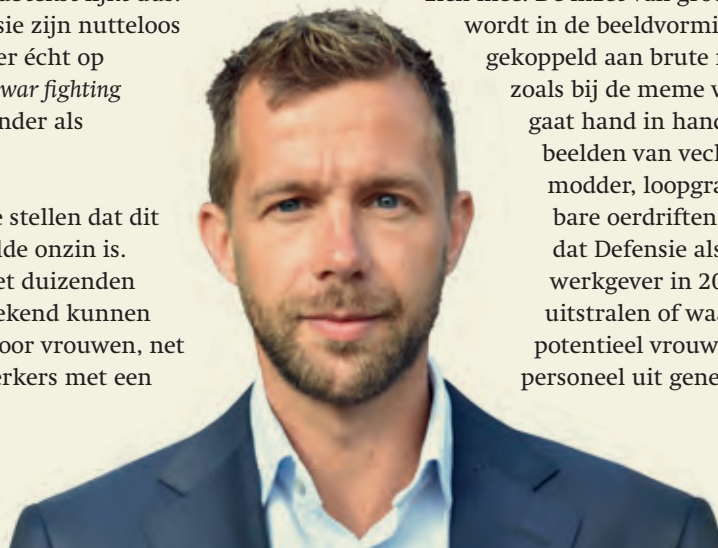 sie zijn nutteloos
er écht op
war fighting
nder als
e stellen dat dit
lde onzin is.
et duizenden
ekend kunnen
oor vrouwen, net
erkers met een
wordt in de beeldvormi
gekoppeld aan brute
zoals bij de meme v
gaat hand in hand
beelden van vech
modder, loopgra
bare oerdriften
dat Defensie als
werkgever in 20
uitstralen of waa
potentieel vrouw
personeel uit gene